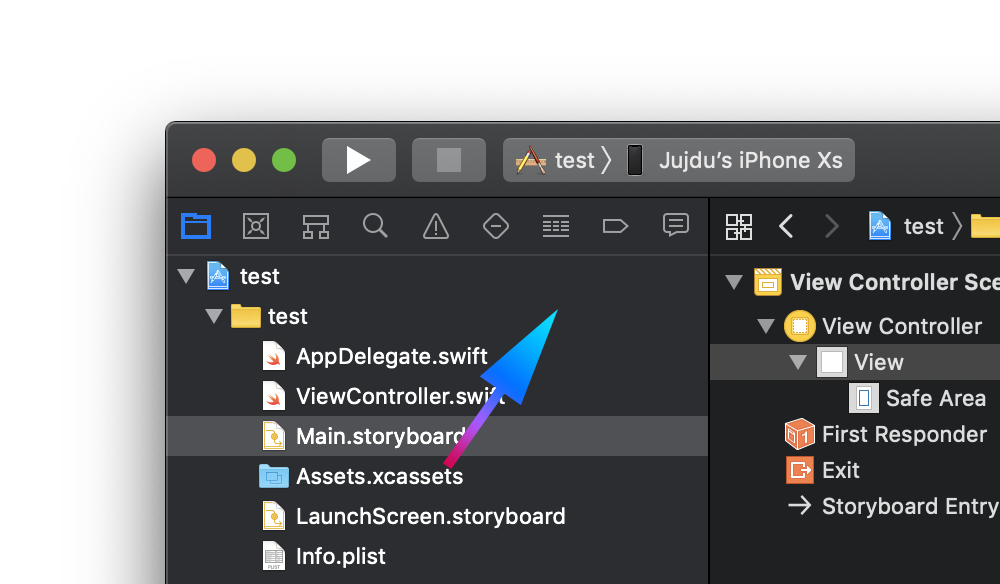 test
Jujdu’s iPhone Xs
test
test
test
AppDelegate.swift
ViewController.swift
Main.storyboard
Assets.xcassets
LaunchScreen.storyboard
Info.plist
View Controller Sce
View Controller
View
Safe Area
First Responder
Exit
Storyboard Entry